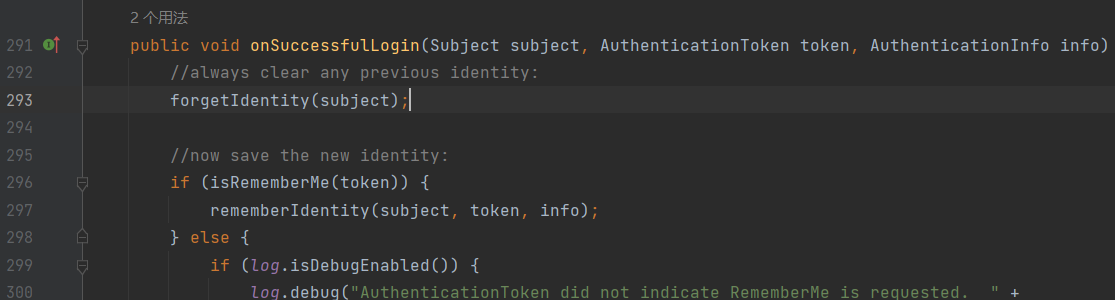 2 个用法
291 public void onSuccessfulLogin(Subject subject, AuthenticationToken token, AuthenticationInfo info)
292 //always clear any previous identity:
293 forgetIdentity(subject);
294
295 //now save the new identity:
296 if (isRememberMe(token)) {
297 rememberIdentity(subject, token, info);
298 } else {
299 if (log.isDebugEnabled()) {
300 log.debug("AuthenticationToken did not indicate RememberMe is requested.  " +